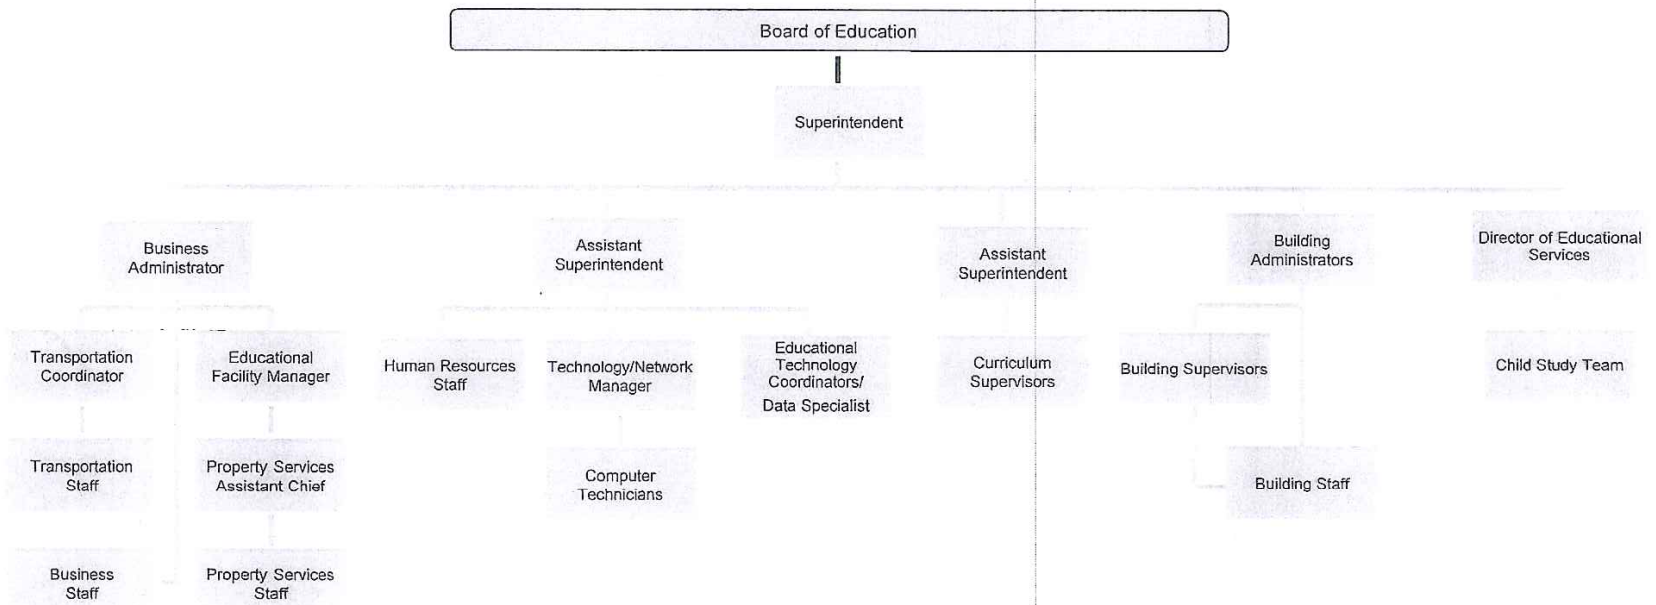 Board of Education
Superintendent
Business
Administrator
Assistant
Superintendent
Assistant
Superintendent
Building
Administrators
Director of Educational
Services
Transportation
Coordinator
Educational
Facility Manager
Human Resources
Staff
Technology/Network
Manager
Educational
Technology
Coordinators/
Data Specialist
Curriculum
Supervisors
Building Supervisors
Child Study Team
Transportation
Staff
Property Services
Assistant Chief
Computer
Technicians
Building Staff
Business
Staff
Property Services
Staff